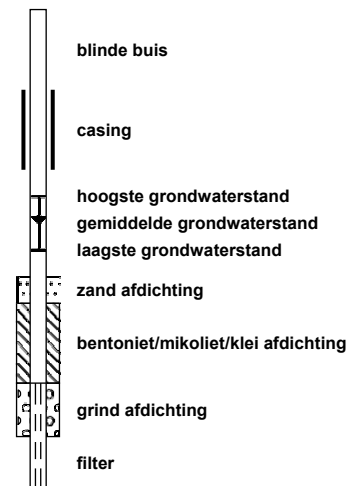 blinde buis
casing
hoogste grondwaterstand
gemiddelde grondwaterstand
laagste grondwaterstand
zand afdichting
bentoniet/mikoliet/klei afdichting
grind afdichting
filter